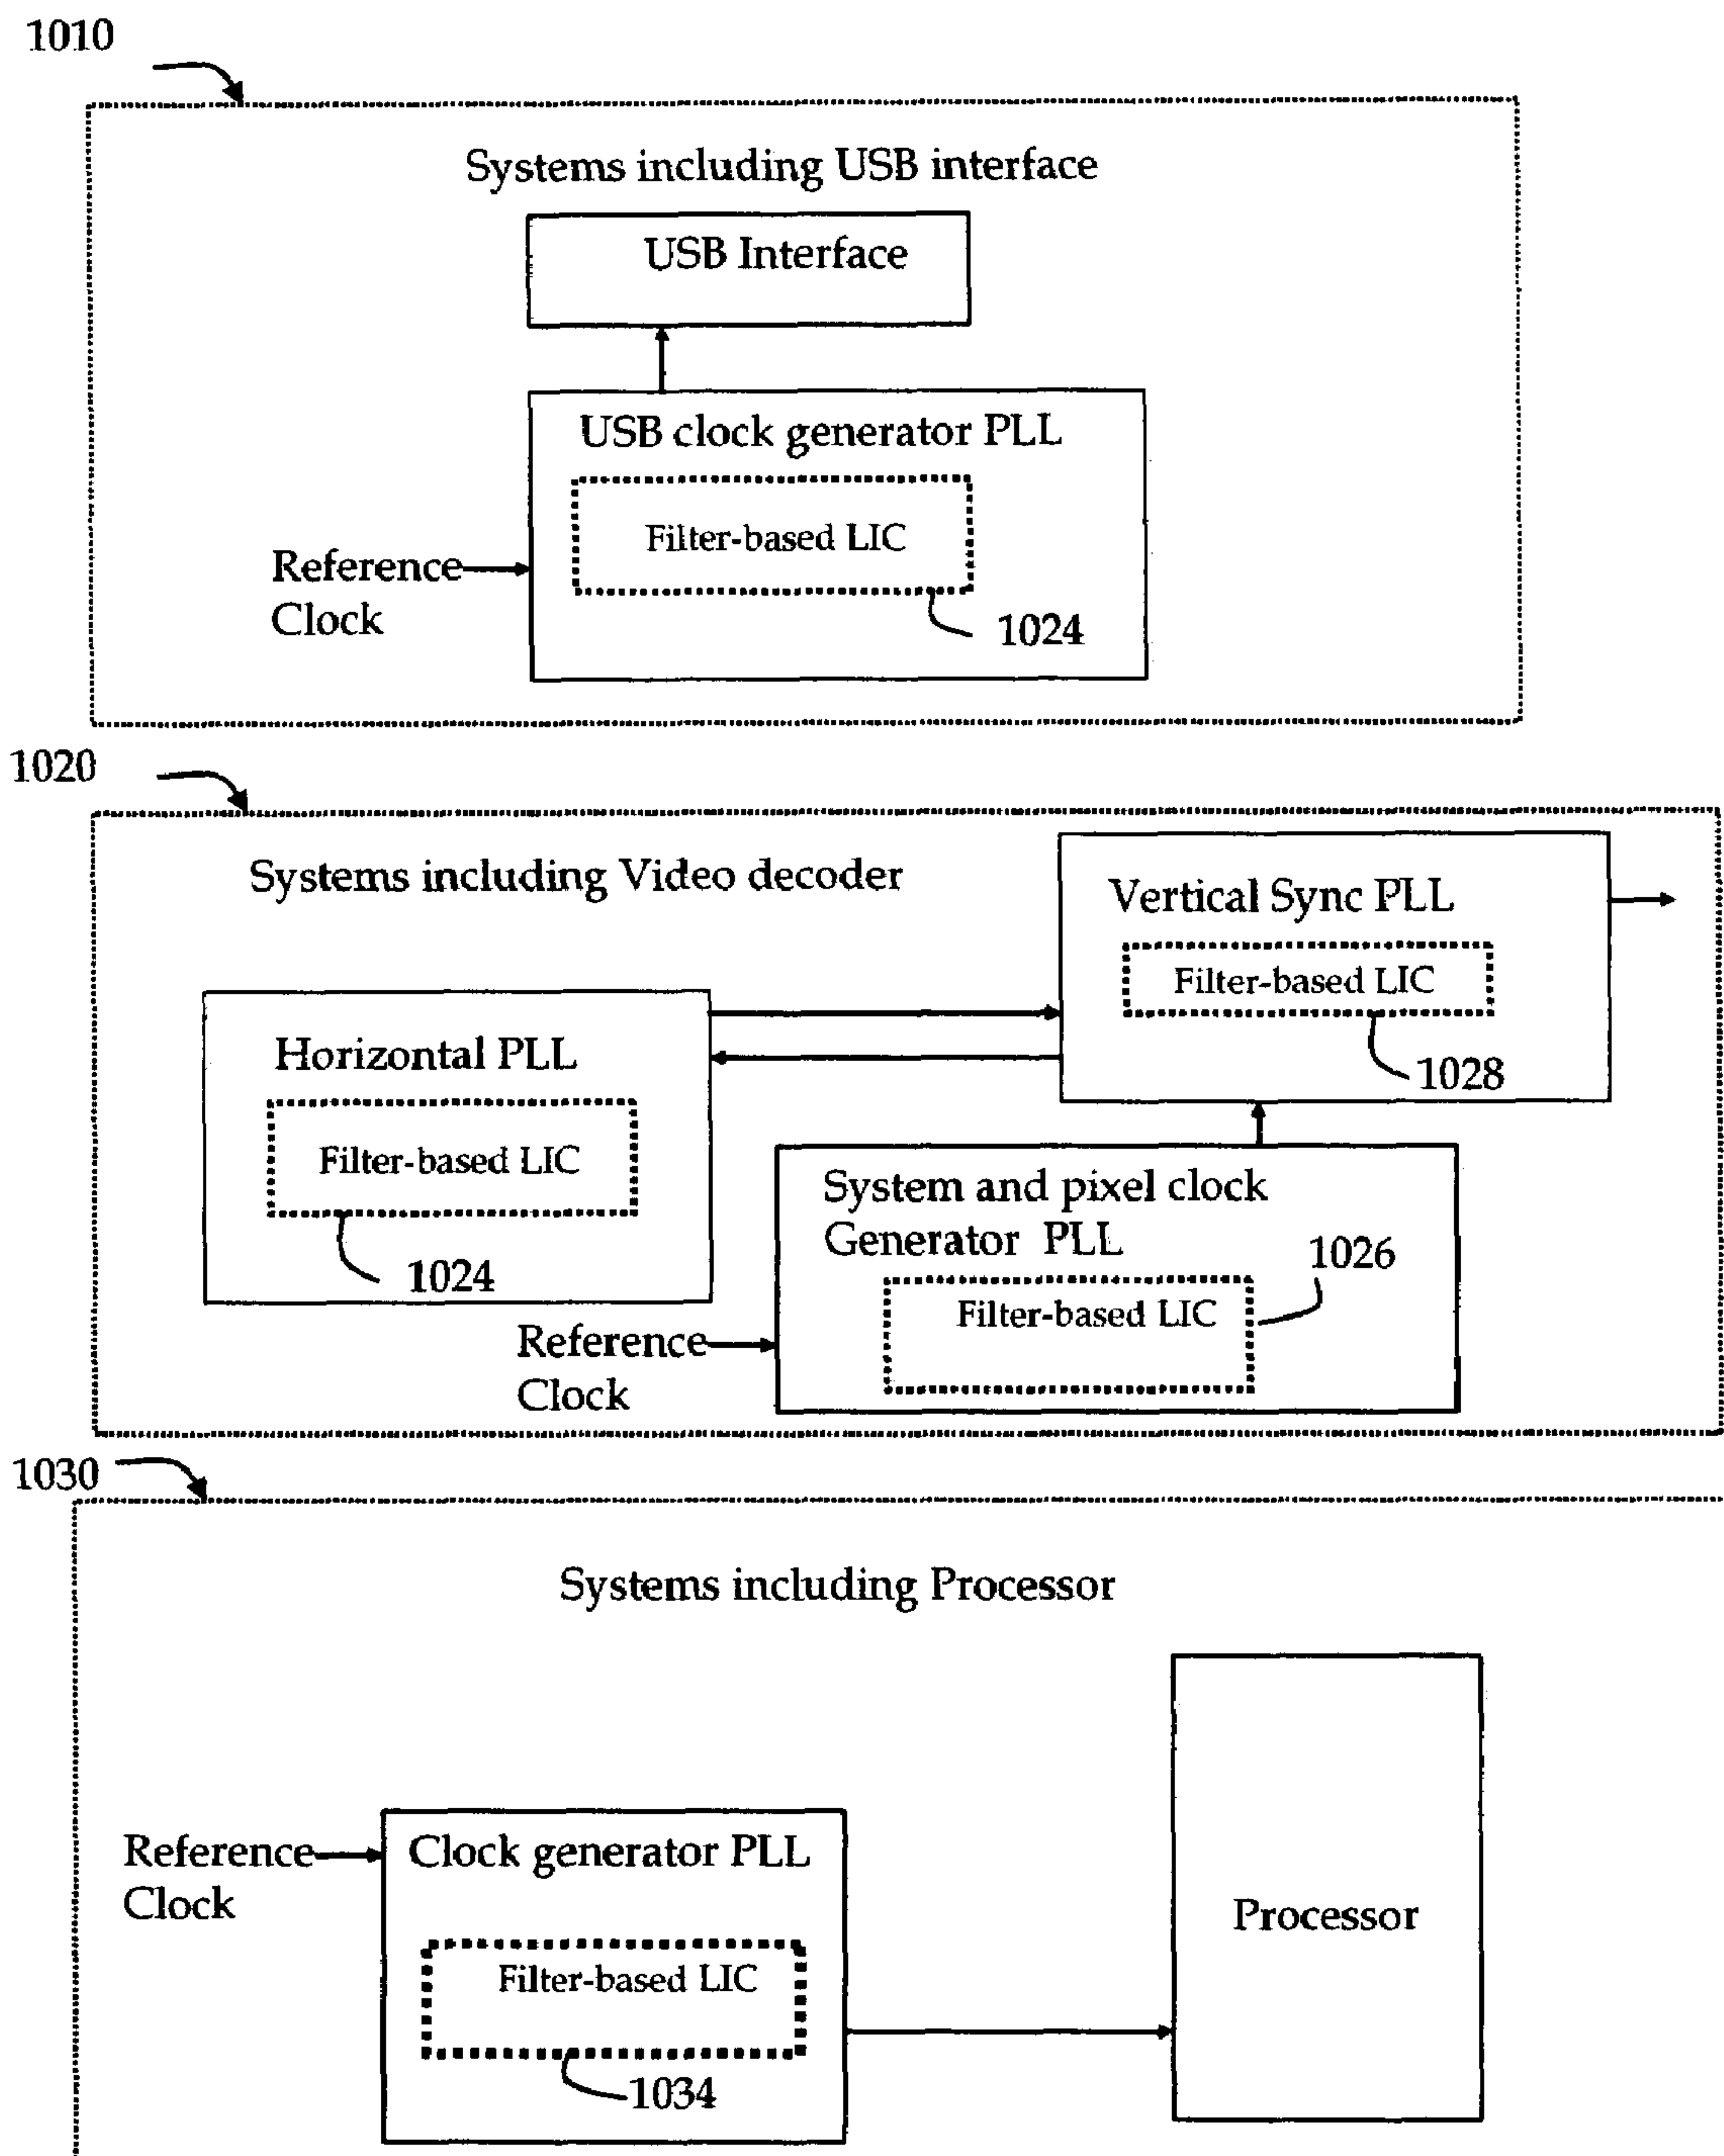 1010
Systems including USB interface
USB Interface
USB clock generator PLL
Filter-based LIC
Reference
Clock
1024
1020
Systems including Video decoder
Vertical Sync PLL
Filter-based LIC
1028
Horizontal PLL
Filter-based LIC
1024
System and pixel clock
Generator PLL
1026
Filter-based LIC
Reference
Clock
1030
Systems including Processor
Reference
Clock
Clock generator PLL
Filter-based LIC
1034
Processor